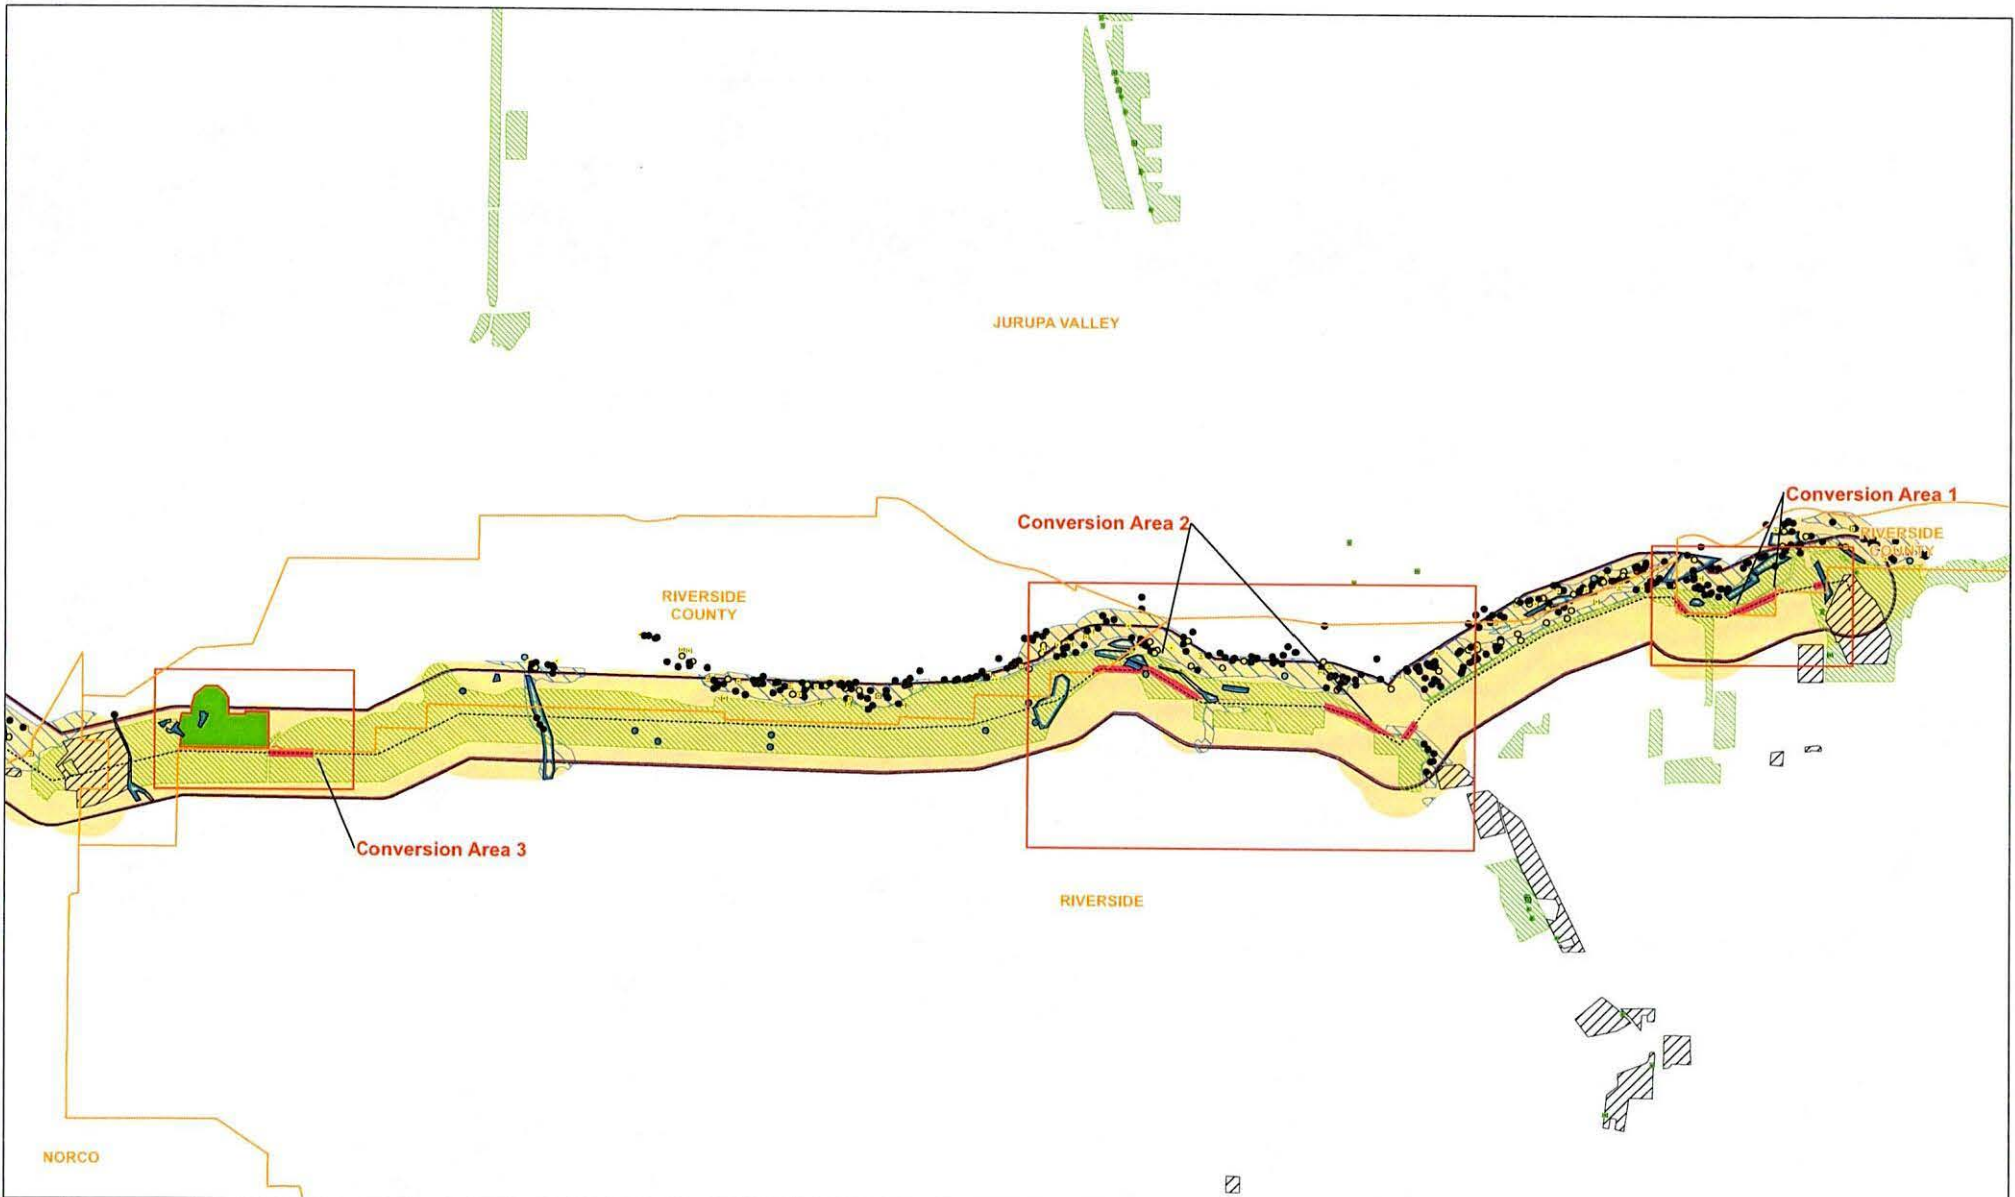 JURUPA VALLEY
Conversion Area 1
Conversion Area 2
RIVERSIDE
COUNTY
RIVERSIDE
COUNTY
Conversion Area 3
RIVERSIDE
NORCO